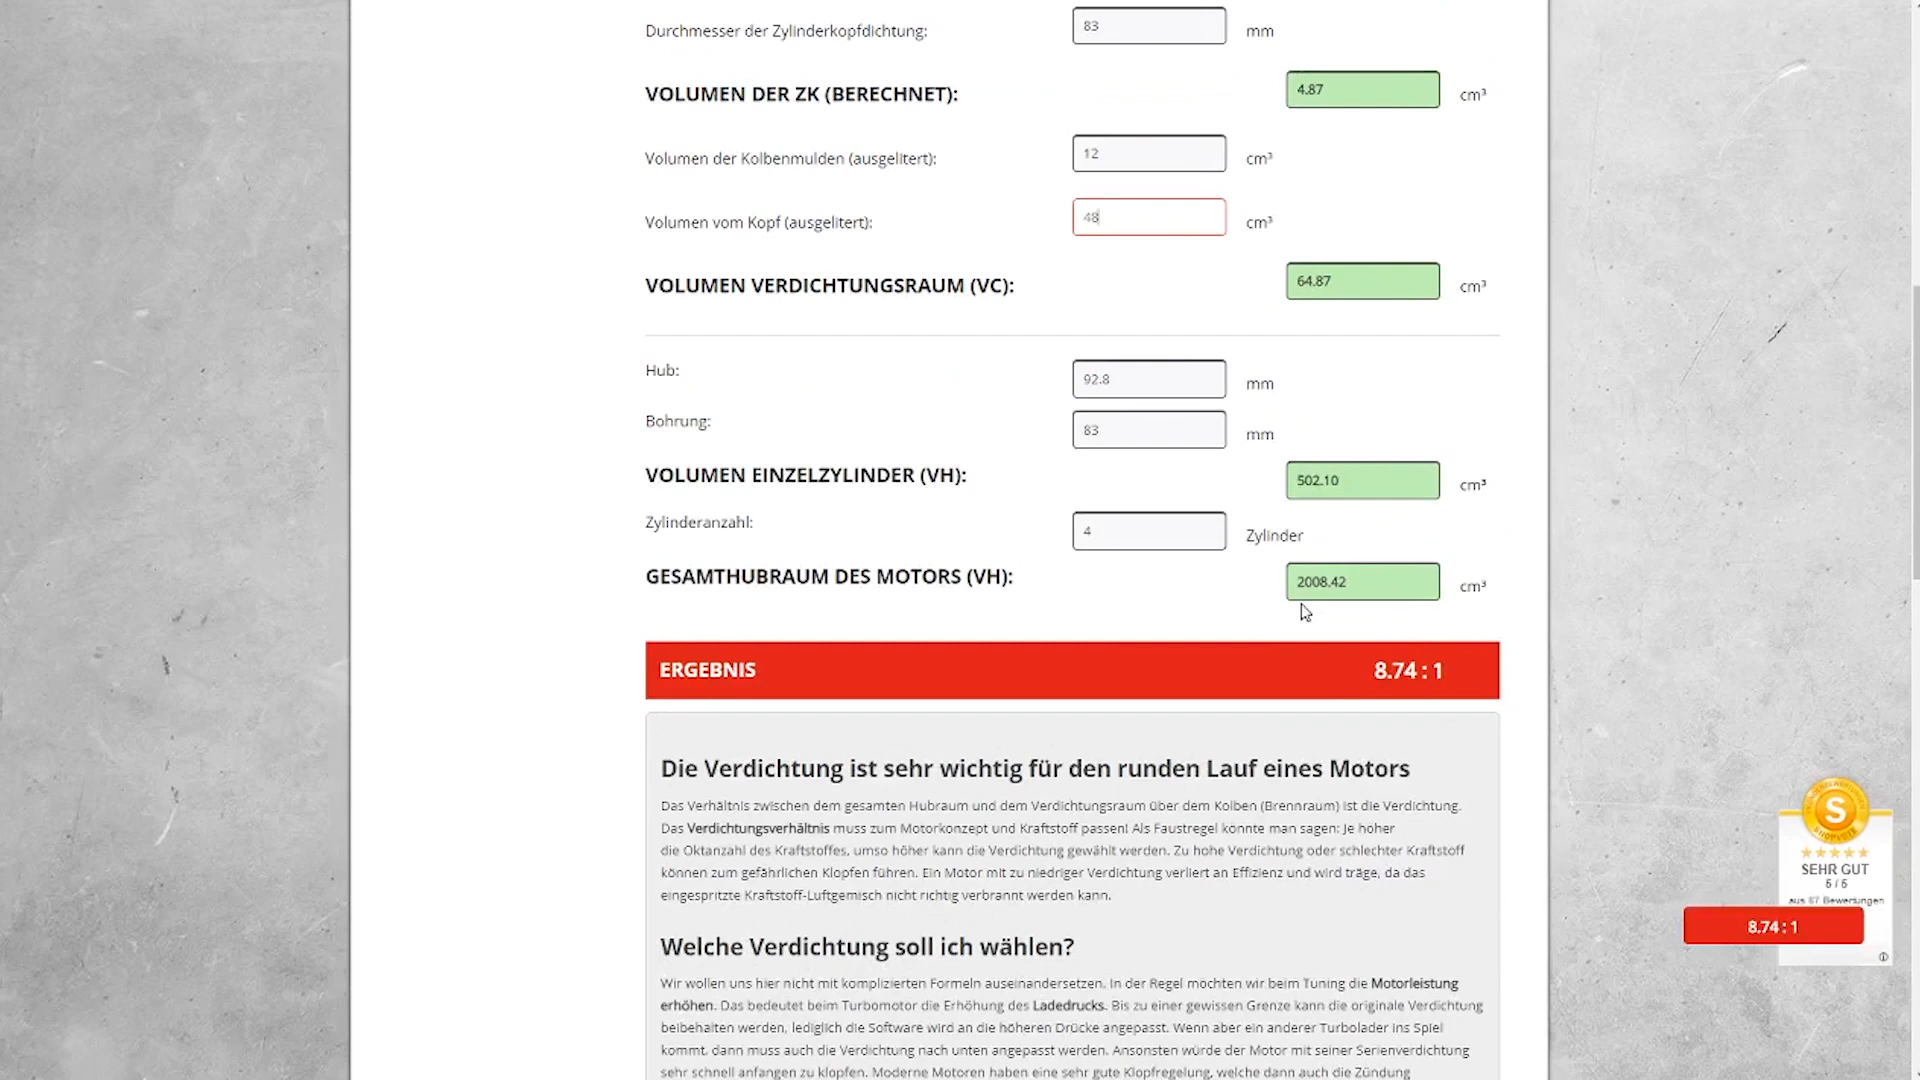 Durchmesser der Zylinderkopfdichtung: 83 mm
VOLUMEN DER ZK (BERECHNET): 4.87 cm³
Volumen der Kolbenmulden (ausgelitert): 12 cm³
Volumen vom Kopf (ausgelitert): 48 cm³
VOLUMEN VERDICHTUNGSRAUM (VC): 64.87 cm³
Hub: 92.8 mm
Bohrung: 83 mm
VOLUMEN EINZELZYLINDER (VH): 502.10 cm³
Zylinderanzahl: 4 Zylinder
GESAMTHUBRAUM DES MOTORS (VH): 2008.42 cm³
ERGEBNIS 8.74 : 1
Die Verdichtung ist sehr wichtig für den runden Lauf eines Motors
Das Verhältnis zwischen dem gesamten Hubraum und dem Verdichtungsraum über dem Kolben (Brennraum) ist die Verdichtung.
Das Verdichtungsverhältnis muss zum Motorkonzept und Kraftstoff passen! Als Faustregel könnte man sagen: Je höher
die Oktanzahl des Kraftstoffes, umso höher kann die Verdichtung gewählt werden. Zu hohe Verdichtung oder schlechter Kraftstoff
können zum gefährlichen Klopfen führen. Ein Motor mit zu niedriger Verdichtung verliert an Effizienz und wird träge, da das
eingespritzte Kraftstoff-Luftgemisch nicht richtig verbrannt werden kann.
Welche Verdichtung soll ich wählen?
Wir wollen uns hier nicht mit komplizierten Formeln auseinandersetzen. In der Regel möchten wir beim Tuning die Motorleistung
erhöhen. Das bedeutet beim Turbomotor die Erhöhung des Ladedrucks. Bis zu einer gewissen Grenze kann die originale Verdichtung
beibehalten werden, lediglich die Software wird an die höheren Drücke angepasst. Wenn aber ein anderer Turbolader ins Spiel
kommt, dann muss auch die Verdichtung nach unten angepasst werden. Ansonsten würde der Motor mit seiner Serienverdichtung
sehr schnell anfangen zu klopfen. Moderne Motoren haben eine sehr gute Klopfregelung, welche dann auch die Zündung
S
SEHR GUT
5 / 5
aus 87 Bewertungen
8.74 : 1